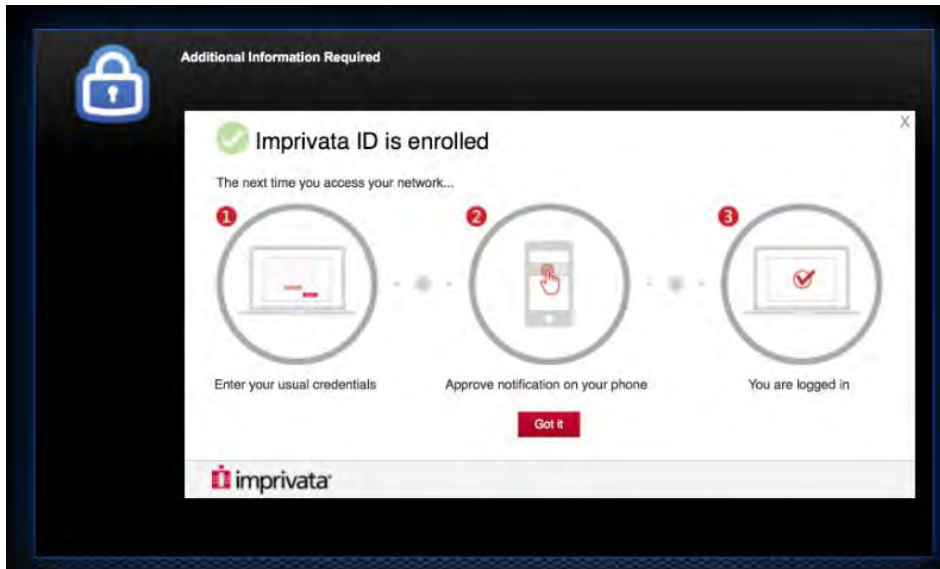 Additional Information Required
X
Imprivata ID is enrolled
The next time you access your network...
1
2
3
Enter your usual credentials
Approve notification on your phone
You are logged in
Got it
imprivata